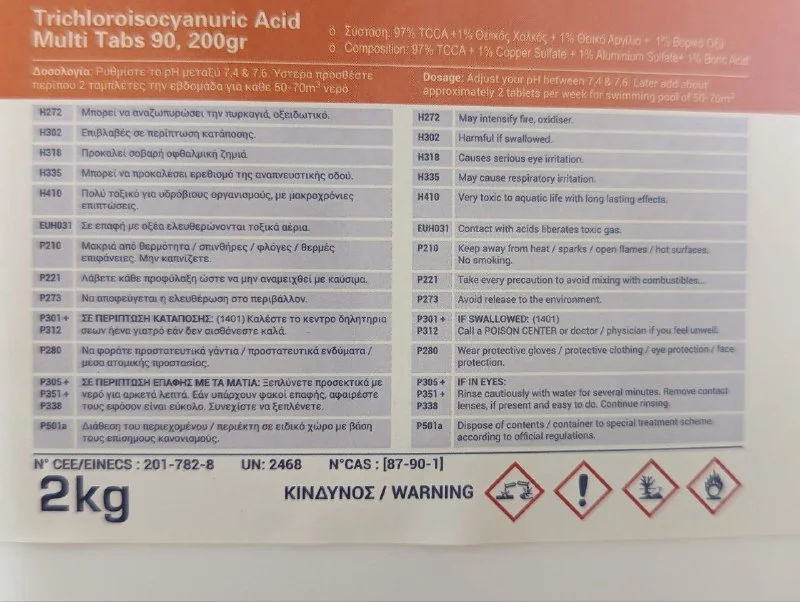 Trichloroisocyanuric Acid
Multi Tabs 90, 200gr
ö Σύσταση: 97% TCCA +1% Θειικός Χαλκός + 1% Θειικό Αργίλιο + 1% Βορικό Οξύ
ö Composition: 97% TCCA + 1% Copper Sulfate + 1% Aluminium Sulfate+ 1% Boric Acid
Δοσολογία: Ρυθμίστε το pH μεταξύ 7,4 & 7,6. Ύστερα προσθέστε
περίπου 2 ταμπλέτες την εβδομάδα για κάθε 50-70m³ νερό
Dosage: Adjust your pH between 7,4 & 7,6. Later add about
approximately 2 tablets per week for swimming pool of 50-70m³
H272 Μπορεί να αναζωπυρώσει την πυρκαγιά, οξειδωτικό.
H302 Επιβλαβές σε περίπτωση κατάποσης.
H318 Προκαλεί σοβαρή οφθαλμική ζημιά.
H335 Μπορεί να προκαλέσει ερεθισμό της αναπνευστικής οδού.
H410 Πολύ τοξικό για υδρόβιους οργανισμούς, με μακροχρόνιες
επιπτώσεις.
EUH031 Σε επαφή με οξέα ελευθερώνονται τοξικά αέρια.
P210 Μακριά από θερμότητα / σπινθήρες / φλόγες / θερμές
επιφάνειες. Μην καπνίζετε.
P221 Λάβετε κάθε προφύλαξη ώστε να μην αναμειχθεί με καύσιμα.
P273 Να αποφεύγεται η ελευθέρωση στο περιβάλλον.
P301 + ΣΕ ΠΕΡΙΠΤΩΣΗ ΚΑΤΑΠΟΣΗΣ: (1401) Καλέστε το κέντρο δηλητηρια
P312 σεων ήένα γιατρό εάν δεν αισθάνεστε καλά.
P280 Να φοράτε προστατευτικά γάντια / προστατευτικά ενδύματα /
μέσα ατομικής προστασίας.
P305 + ΣΕ ΠΕΡΙΠΤΩΣΗ ΕΠΑΦΗΣ ΜΕ ΤΑ ΜΑΤΙΑ: Ξεπλύνετε προσεκτικά με
P351 + νερό για αρκετά λεπτά. Εάν υπάρχουν φακοί επαφής, αφαιρέστε
P338 τους εφόσον είναι εύκολο. Συνεχίστε να ξεπλένετε.
P501a Διάθεση του περιεχομένου / περιέκτη σε ειδικό χώρο με βάση
τους επίσημους κανονισμούς.
H272 May intensify fire, oxidiser.
H302 Harmful if swallowed.
H318 Causes serious eye irritation.
H335 May cause respiratory irritation.
H410 Very toxic to aquatic life with long lasting effects.
EUH031 Contact with acids liberates toxic gas.
P210 Keep away from heat / sparks / open flames / hot surfaces.
No smoking.
P221 Take every precaution to avoid mixing with combustibles...
P273 Avoid release to the environment.
P301 + IF SWALLOWED: (1401)
P312 Call a POISON CENTER or doctor / physician if you feel unwell.
P280 Wear protective gloves / protective clothing / eye protection / face
protection.
P305 + IF IN EYES:
P351 + Rinse cautiously with water for several minutes. Remove contact
P338 lenses, if present and easy to do. Continue rinsing.
P501a Dispose of contents / container to special treatment scheme
according to official regulations.
N° CEE/EINECS : 201-782-8 UN: 2468 N°CAS : [87-90-1]
2kg
ΚΙΝΔΥΝΟΣ / WARNING